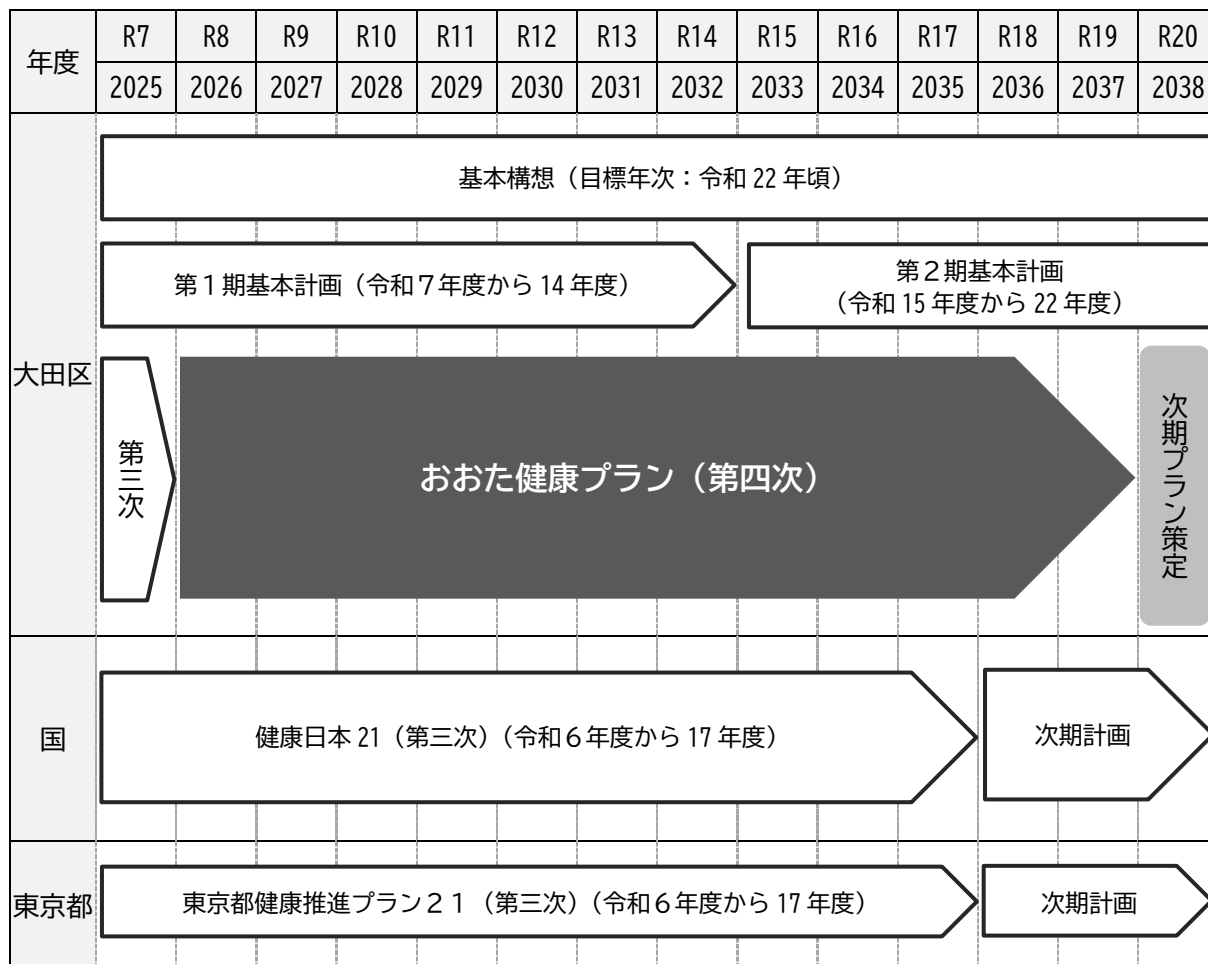 年度
R7 R8 R9 R10 R11 R12 R13 R14 R15 R16 R17 R18 R19 R20
2025 2026 2027 2028 2029 2030 2031 2032 2033 2034 2035 2036 2037 2038
大田区
基本構想（目標年次：令和 22 年頃）
第１期基本計画（令和７年度から 14 年度）
第２期基本計画
（令和 15 年度から 22 年度）
第三次
おおた健康プラン（第四次）
次期プラン策定
国
健康日本 21（第三次）（令和６年度から 17 年度）
次期計画
東京都
東京都健康推進プラン２１（第三次）（令和６年度から 17 年度）
次期計画